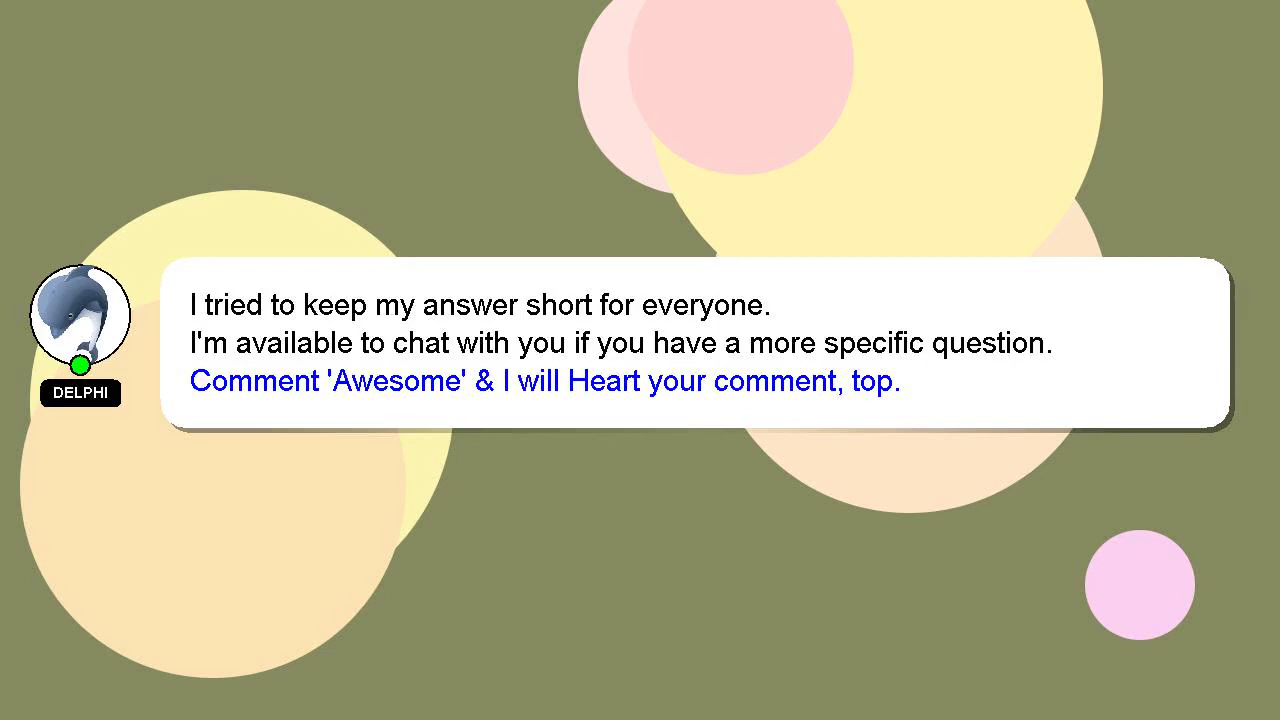 I tried to keep my answer short for everyone.
I'm available to chat with you if you have a more specific question.
Comment 'Awesome' & I will Heart your comment, top.
DELPHI